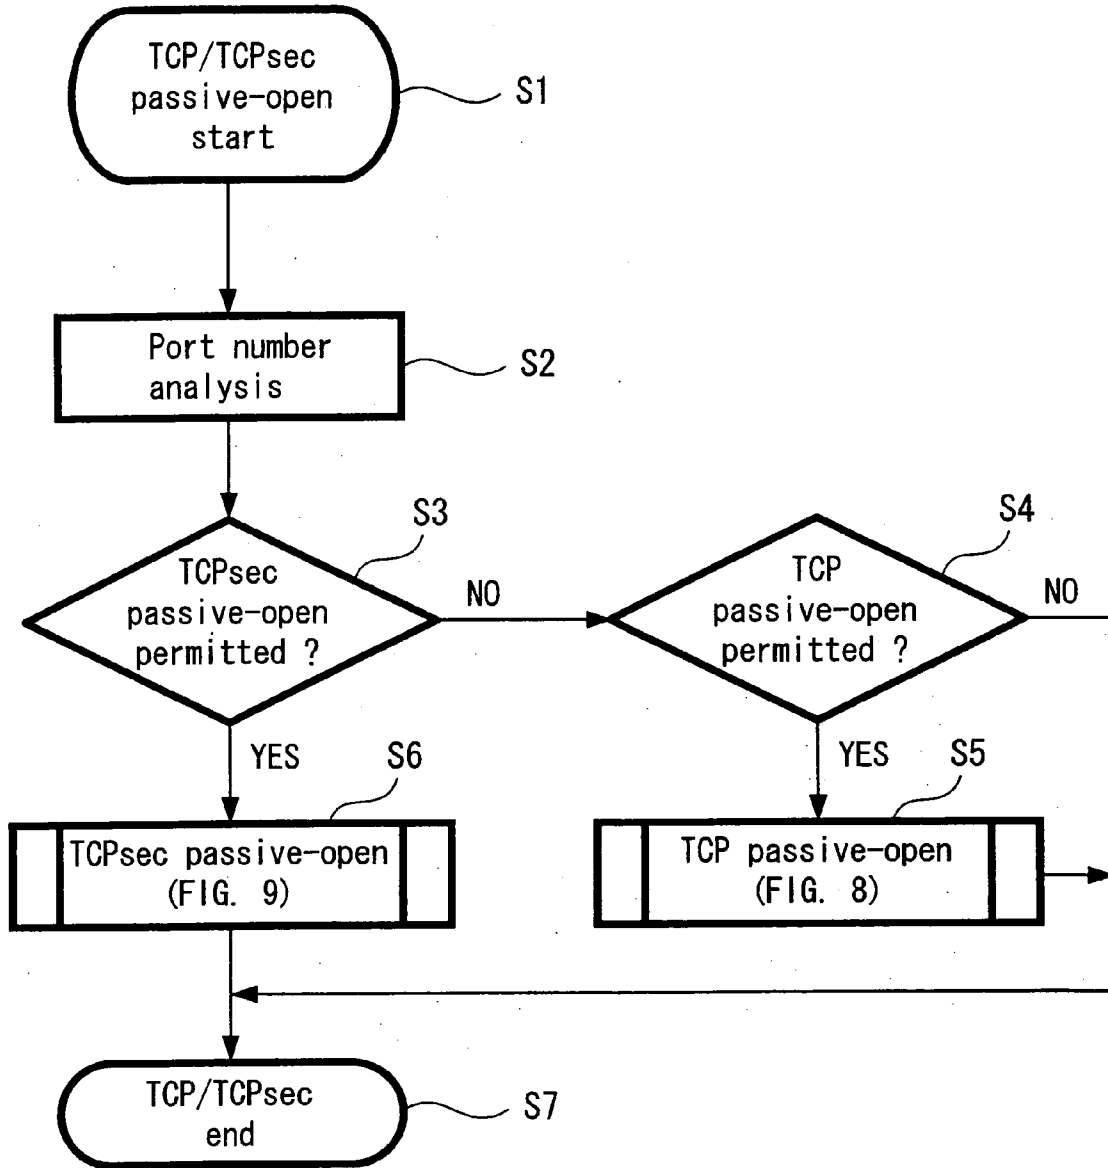 TCP/TCPsec
passive-open
start
S1
Port number
analysis
S2
S3
TCPsec
passive-open
permitted ?
NO
S4
TCP
passive-open
permitted ?
NO
YES
S6
YES
S5
TCPsec passive-open
(FIG. 9)
TCP passive-open
(FIG. 8)
TCP/TCPsec
end
S7